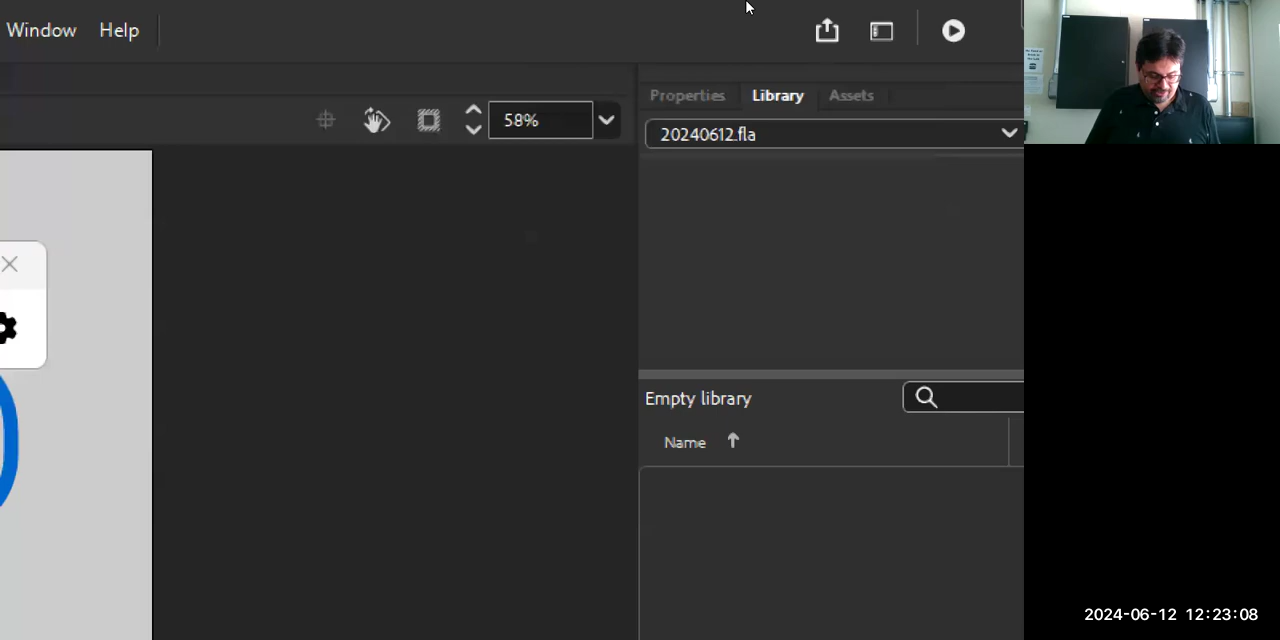 Window Help
Properties Library Assets
58%
20240612.fla
Empty library
Name
2024-06-12 12:23:08